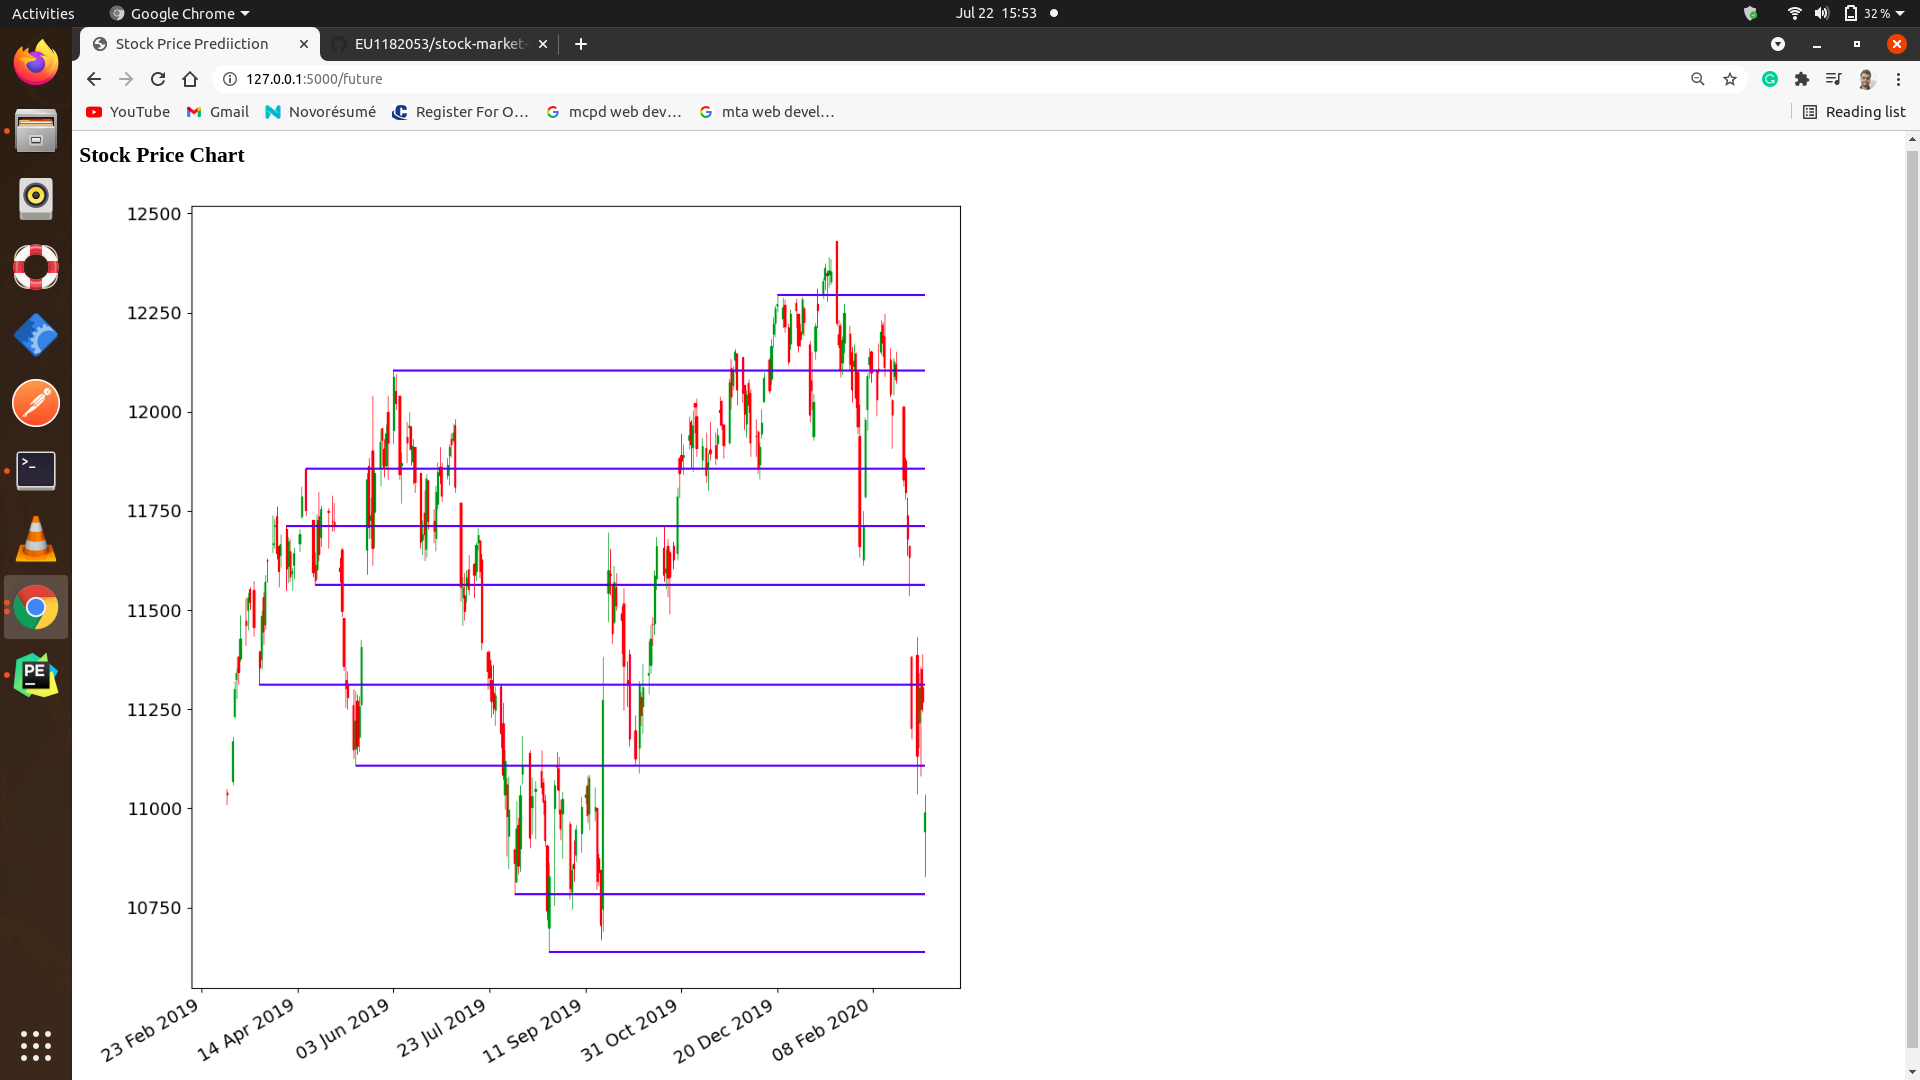 Activities
Google Chrome
Jul 22 15:53
32 %
Stock Price Prediiction
EU1182053/stock-market-
127.0.0.1:5000/future
YouTube
Gmail
Novorésumé
Register For O…
mcpd web dev…
mta web devel…
Reading list
Stock Price Chart
12500
12250
12000
11750
11500
11250
11000
10750
23 Feb 2019
14 Apr 2019
03 Jun 2019
23 Jul 2019
11 Sep 2019
31 Oct 2019
20 Dec 2019
08 Feb 2020
>_
PE